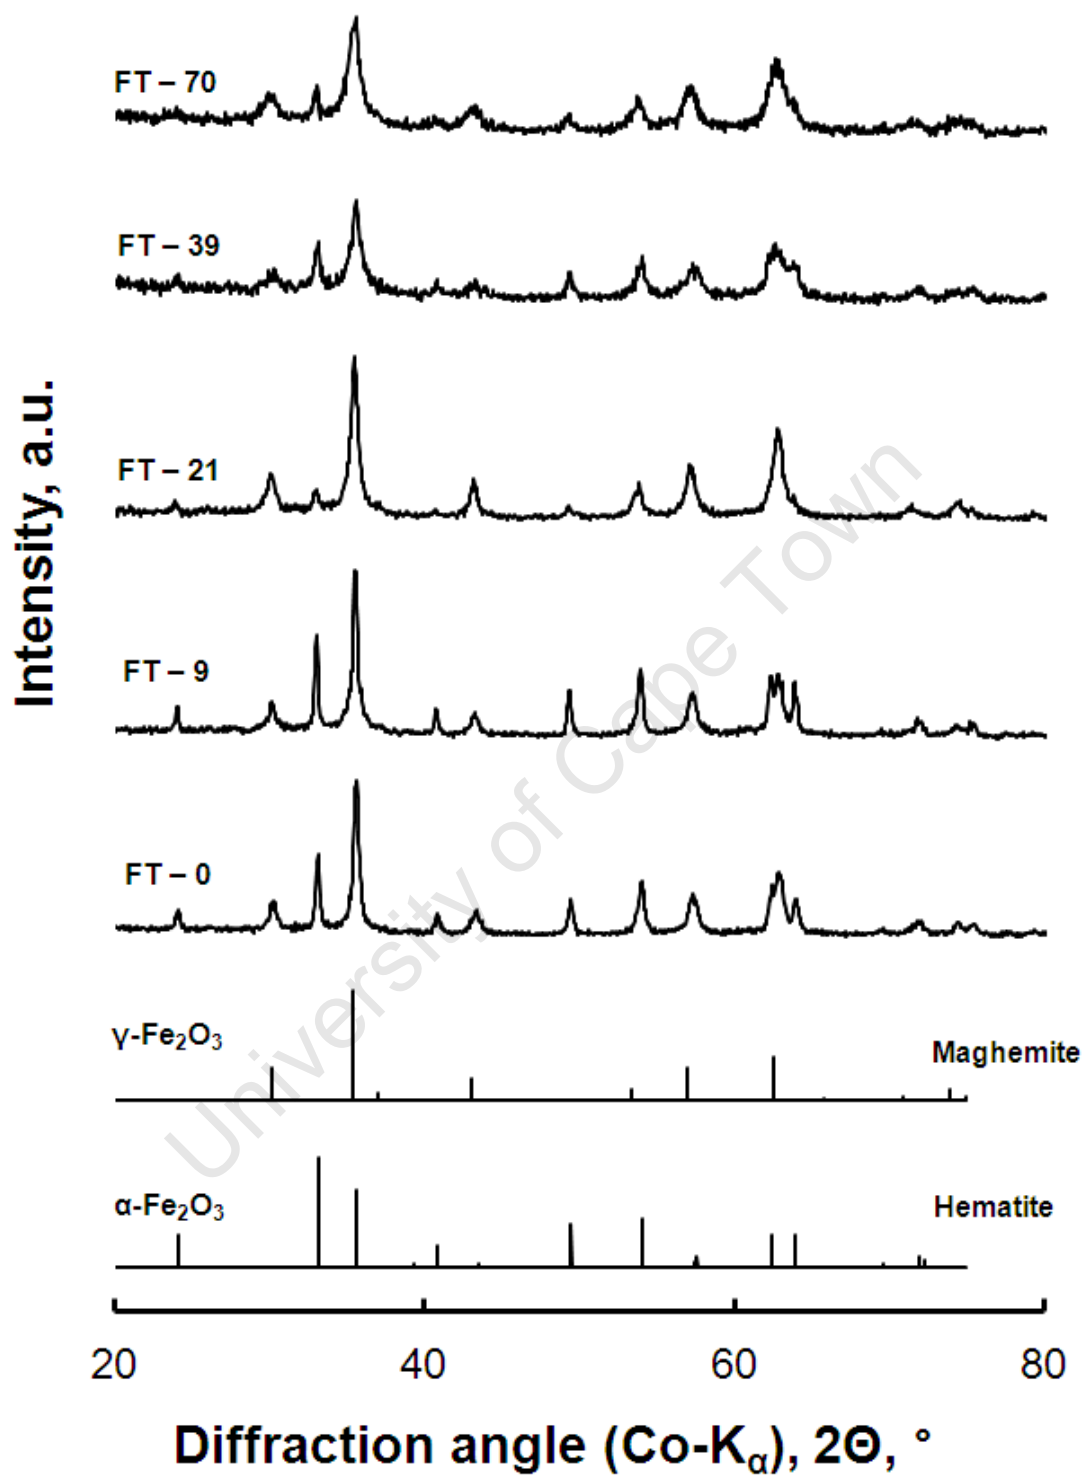 FT – 70
FT – 39
FT – 21
FT – 9
FT – 0
γ-Fe₂O₃
Maghemite
α-Fe₂O₃
Hematite
Intensity, a.u.
20 40 60 80
Diffraction angle (Co-Kα), 2Θ, °
University of Cape Town